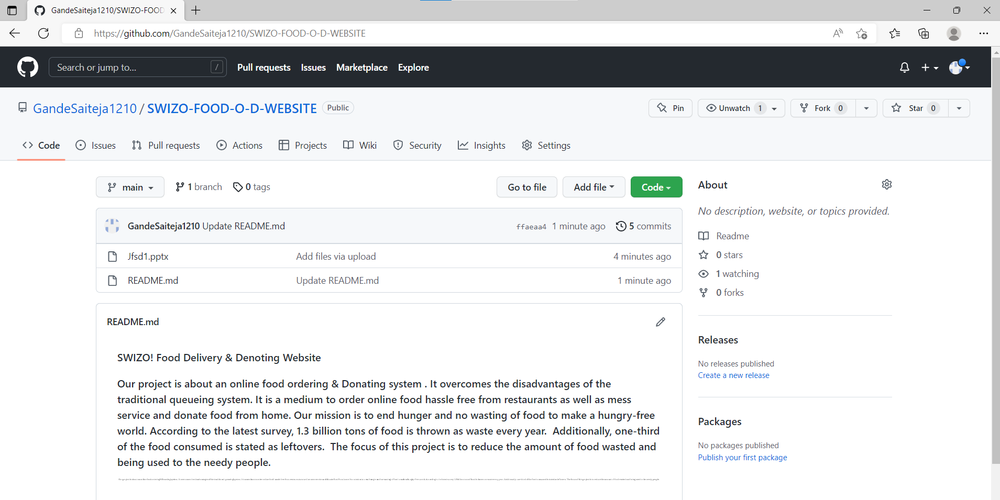 GandeSaiteja1210/SWIZO-FOOD
https://github.com/GandeSaiteja1210/SWIZO-FOOD-O-D-WEBSITE
Search or jump to... / Pull requests Issues Marketplace Explore
GandeSaiteja1210 / SWIZO-FOOD-O-D-WEBSITE Public Pin Unwatch 1 Fork 0 Star 0
Code Issues Pull requests Actions Projects Wiki Security Insights Settings
main 1 branch 0 tags Go to file Add file Code
GandeSaiteja1210 Update README.md ffaeaa4 1 minute ago 5 commits
Jfsd1.pptx Add files via upload 4 minutes ago
README.md Update README.md 1 minute ago
README.md
SWIZO! Food Delivery & Denoting Website
Our project is about an online food ordering & Donating system . It overcomes the disadvantages of the
traditional queueing system. It is a medium to order online food hassle free from restaurants as well as mess
service and donate food from home. Our mission is to end hunger and no wasting of food to make a hungry-free
world. According to the latest survey, 1.3 billion tons of food is thrown as waste every year.  Additionally, one-third
of the food consumed is stated as leftovers.  The focus of this project is to reduce the amount of food wasted and
being used to the needy people.
About
No description, website, or topics provided.
Readme
0 stars
1 watching
0 forks
Releases
No releases published
Create a new release
Packages
No packages published
Publish your first package